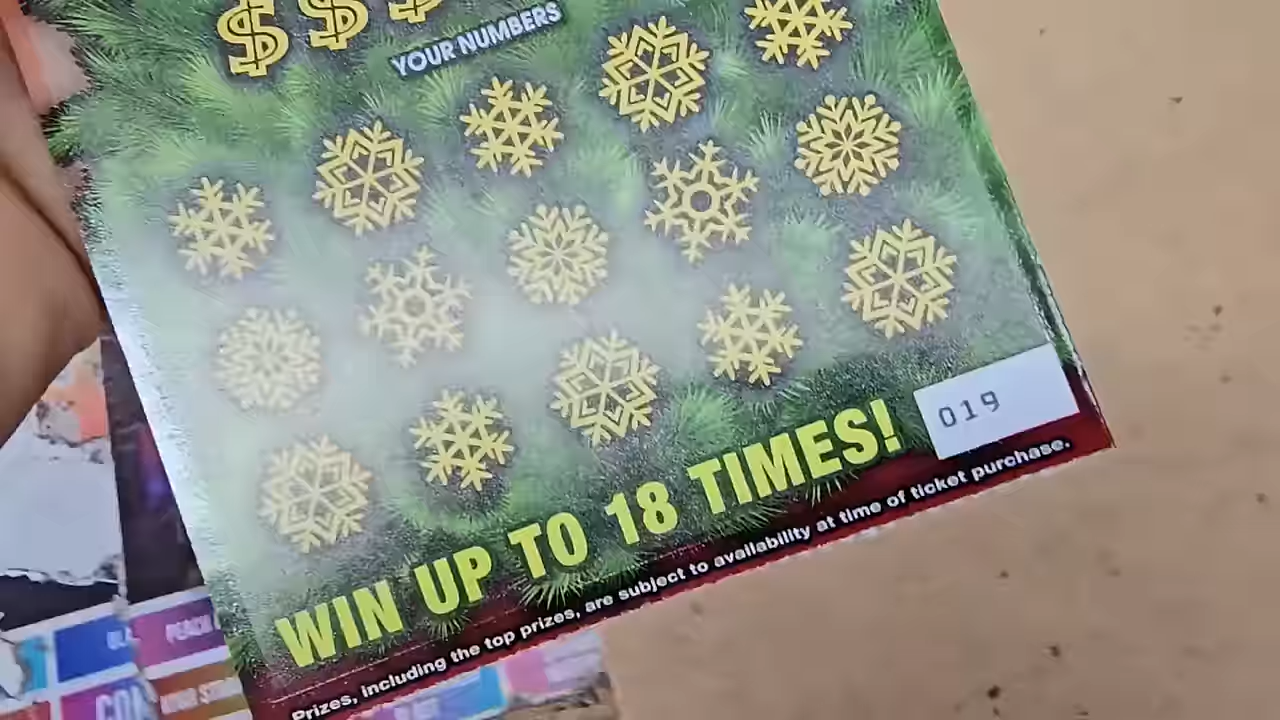 $ $ $
YOUR NUMBERS
WIN UP TO 18 TIMES!
019
Prizes, including the top prizes, are subject to availability at time of ticket purchase.
PEACH